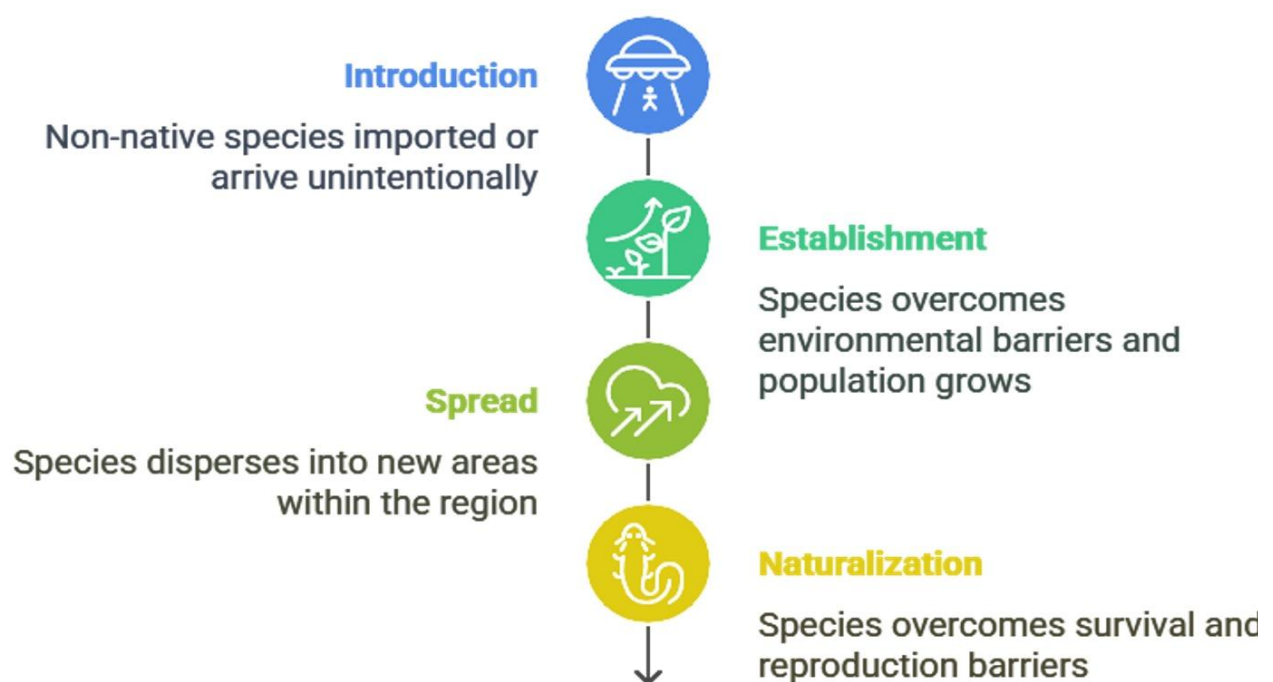 Introduction
Non-native species imported or
arrive unintentionally
Establishment
Species overcomes
environmental barriers and
population grows
Spread
Species disperses into new areas
within the region
Naturalization
Species overcomes survival and
reproduction barriers